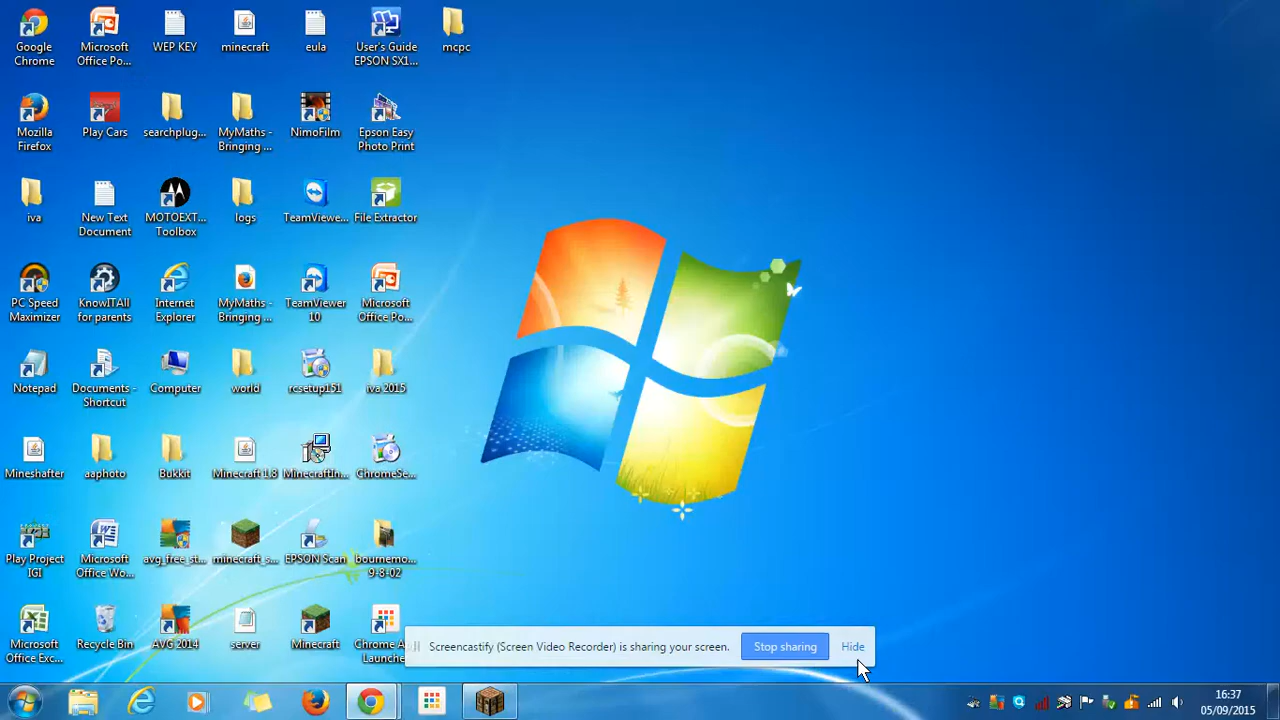 Google
Chrome
Microsoft
Office Po...
WEP KEY
minecraft
eula
User's Guide
EPSON SX1...
mcpc
Mozilla
Firefox
Play Cars
searchplug...
MyMaths -
Bringing ...
NimoFilm
Epson Easy
Photo Print
iva
New Text
Document
MOTOEXT...
Toolbox
logs
TeamViewe...
File Extractor
PC Speed
Maximizer
KnowITAll
for parents
Internet
Explorer
MyMaths -
Bringing ...
TeamViewer
10
Microsoft
Office Po...
Notepad
Documents -
Shortcut
Computer
world
rcsetup151
iva 2015
Mineshafter
aaphoto
Bukkit
Minecraft 1.8
MinecraftIn...
ChromeSe...
Play Project
IGI
Microsoft
Office Wo...
avg_free_st...
minecraft_s...
EPSON Scan
Bournemo...
9-8-02
Microsoft
Office Exc...
Recycle Bin
AVG 2014
server
Minecraft
Chrome A
Launche
Screencastify (Screen Video Recorder) is sharing your screen.
Stop sharing
Hide
16:37
05/09/2015